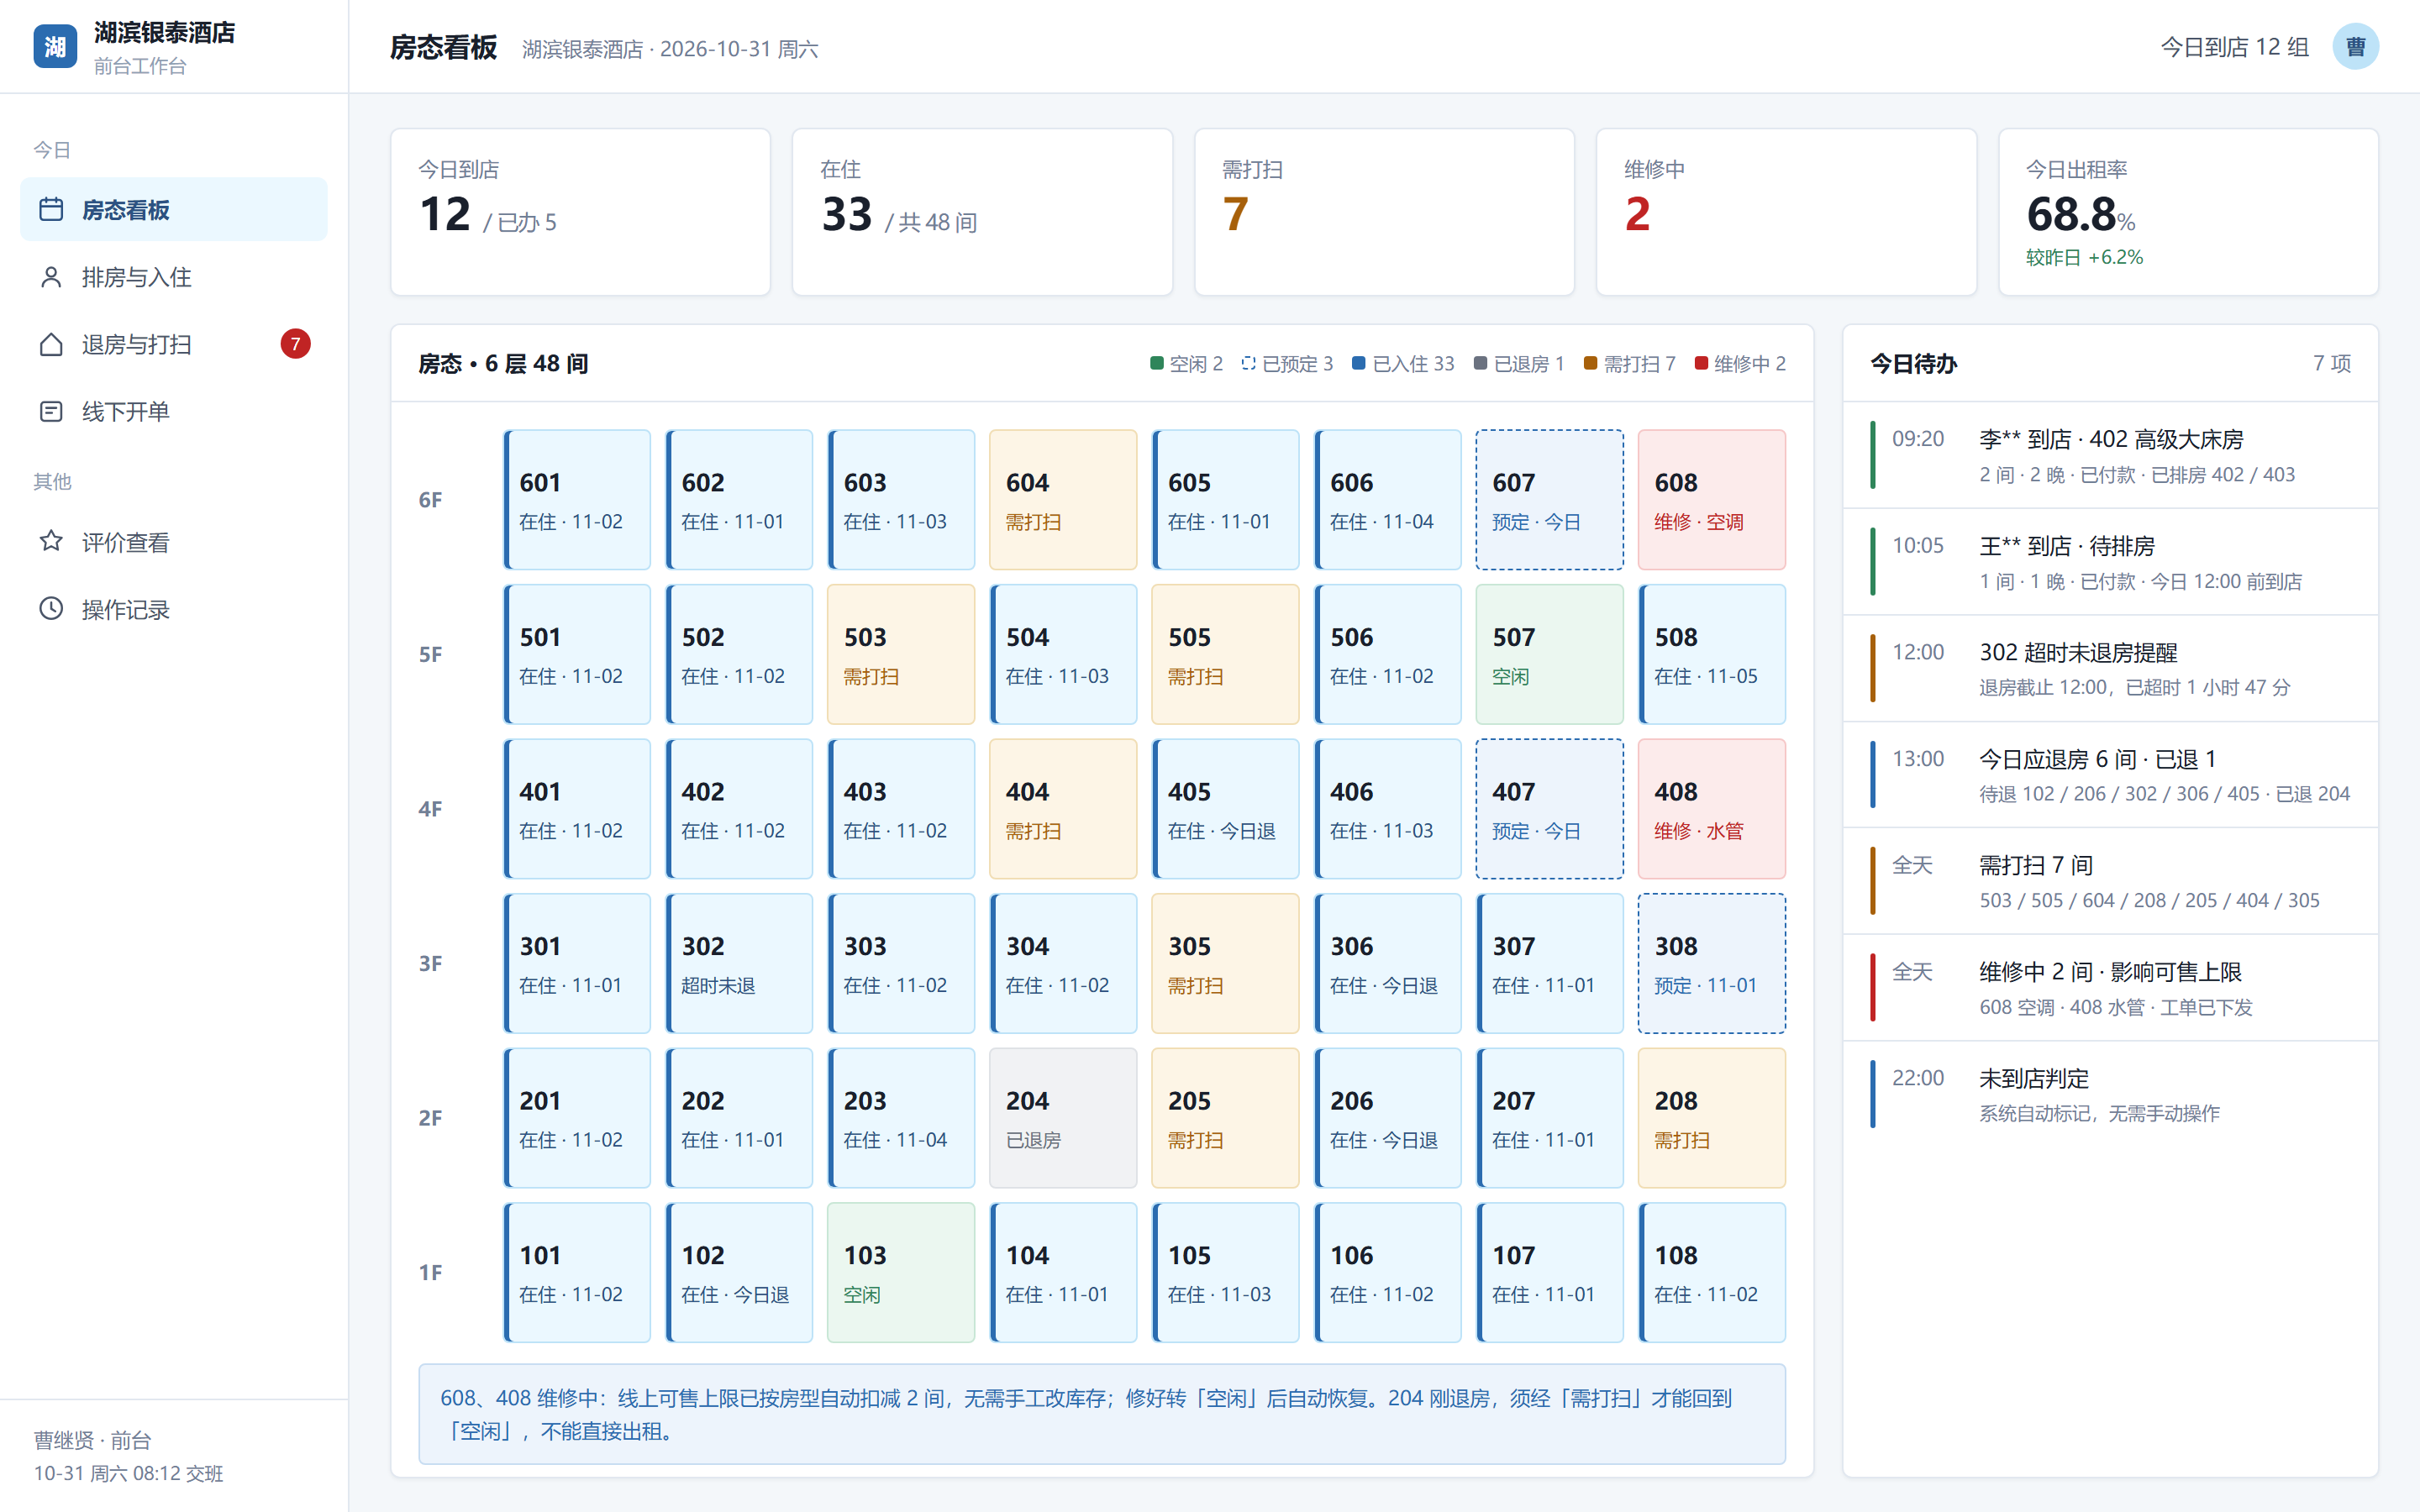 湖
湖滨银泰酒店
前台工作台
今日
房态看板
排房与入住
退房与打扫
7
线下开单
其他
评价查看
操作记录
曹继贤 · 前台
10-31 周六 08:12 交班
房态看板
湖滨银泰酒店 · 2026-10-31 周六
今日到店 12 组
曹
今日到店
12 / 已办 5
在住
33 / 共 48 间
需打扫
7
维修中
2
今日出租率
68.8%
较昨日 +6.2%
房态 • 6 层 48 间
空闲 2 已预定 3 已入住 33 已退房 1 需打扫 7 维修中 2
6F
601
在住 · 11-02
602
在住 · 11-01
603
在住 · 11-03
604
需打扫
605
在住 · 11-01
606
在住 · 11-04
607
预定 · 今日
608
维修 · 空调
5F
501
在住 · 11-02
502
在住 · 11-02
503
需打扫
504
在住 · 11-03
505
需打扫
506
在住 · 11-02
507
空闲
508
在住 · 11-05
4F
401
在住 · 11-02
402
在住 · 11-02
403
在住 · 11-02
404
需打扫
405
在住 · 今日退
406
在住 · 11-03
407
预定 · 今日
408
维修 · 水管
3F
301
在住 · 11-01
302
超时未退
303
在住 · 11-02
304
在住 · 11-02
305
需打扫
306
在住 · 今日退
307
在住 · 11-01
308
预定 · 11-01
2F
201
在住 · 11-02
202
在住 · 11-01
203
在住 · 11-04
204
已退房
205
需打扫
206
在住 · 今日退
207
在住 · 11-01
208
需打扫
1F
101
在住 · 11-02
102
在住 · 今日退
103
空闲
104
在住 · 11-01
105
在住 · 11-03
106
在住 · 11-02
107
在住 · 11-01
108
在住 · 11-02
608、408 维修中：线上可售上限已按房型自动扣减 2 间，无需手工改库存；修好转「空闲」后自动恢复。204 刚退房，须经「需打扫」才能回到
「空闲」，不能直接出租。
今日待办
7 项
09:20
李** 到店 · 402 高级大床房
2 间 · 2 晚 · 已付款 · 已排房 402 / 403
10:05
王** 到店 · 待排房
1 间 · 1 晚 · 已付款 · 今日 12:00 前到店
12:00
302 超时未退房提醒
退房截止 12:00，已超时 1 小时 47 分
13:00
今日应退房 6 间 · 已退 1
待退 102 / 206 / 302 / 306 / 405 · 已退 204
全天
需打扫 7 间
503 / 505 / 604 / 208 / 205 / 404 / 305
全天
维修中 2 间 · 影响可售上限
608 空调 · 408 水管 · 工单已下发
22:00
未到店判定
系统自动标记，无需手动操作